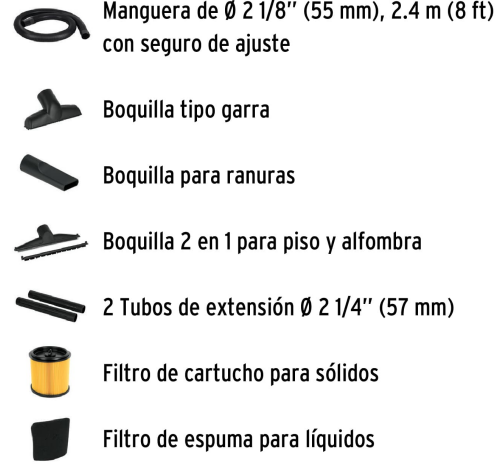 Manguera de Ø 2 1/8'' (55 mm), 2.4 m (8 ft)
con seguro de ajuste
Boquilla tipo garra
Boquilla para ranuras
Boquilla 2 en 1 para piso y alfombra
2 Tubos de extensión Ø 2 1/4'' (57 mm)
Filtro de cartucho para sólidos
Filtro de espuma para líquidos